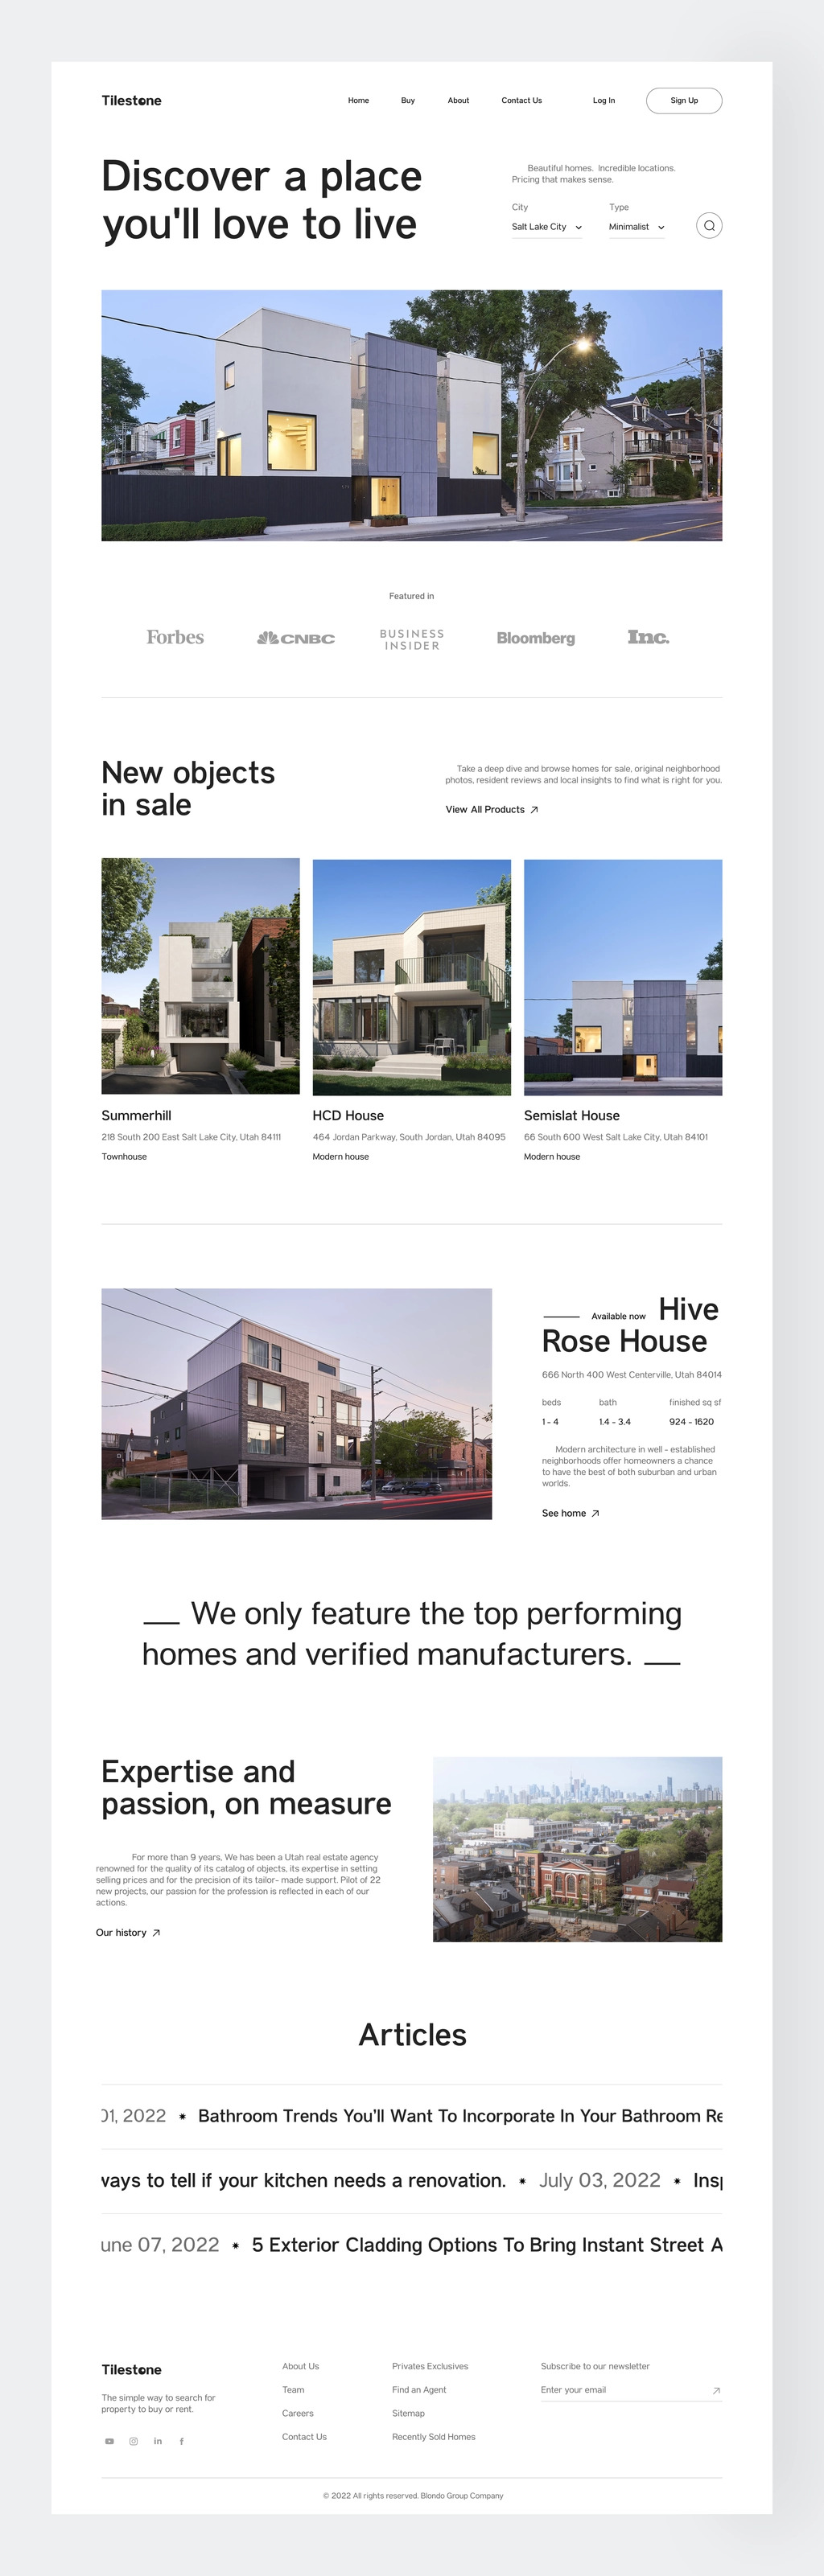 Tilestone
Home Buy About Contact Us Log In Sign Up
Discover a place
you'll love to live
Beautiful homes. Incredible locations.
Pricing that makes sense.
City Type
Salt Lake City Minimalist
Featured in
Forbes CNBC BUSINESS INSIDER Bloomberg Inc.
New objects
in sale
Take a deep dive and browse homes for sale, original neighborhood
photos, resident reviews and local insights to find what is right for you.
View All Products
Summerhill
218 South 200 East Salt Lake City, Utah 84111
Townhouse
HCD House
464 Jordan Parkway, South Jordan, Utah 84095
Modern house
Semislat House
66 South 600 West Salt Lake City, Utah 84101
Modern house
Available now Hive
Rose House
666 North 400 West Centerville, Utah 84014
beds bath finished sq sf
1 - 4 1.4 - 3.4 924 - 1620
Modern architecture in well - established
neighborhoods offer homeowners a chance
to have the best of both suburban and urban
worlds.
See home
We only feature the top performing
homes and verified manufacturers.
Expertise and
passion, on measure
For more than 9 years, We has been a Utah real estate agency
renowned for the quality of its catalog of objects, its expertise in setting
selling prices and for the precision of its tailor- made support. Pilot of 22
new projects, our passion for the profession is reflected in each of our
actions.
Our history
Articles
01, 2022 Bathroom Trends You'll Want To Incorporate In Your Bathroom Re
ways to tell if your kitchen needs a renovation. July 03, 2022 Insp
une 07, 2022 5 Exterior Cladding Options To Bring Instant Street A
Tilestone
The simple way to search for
property to buy or rent.
About Us
Team
Careers
Contact Us
Privates Exclusives
Find an Agent
Sitemap
Recently Sold Homes
Subscribe to our newsletter
Enter your email
© 2022 All rights reserved. Blondo Group Company